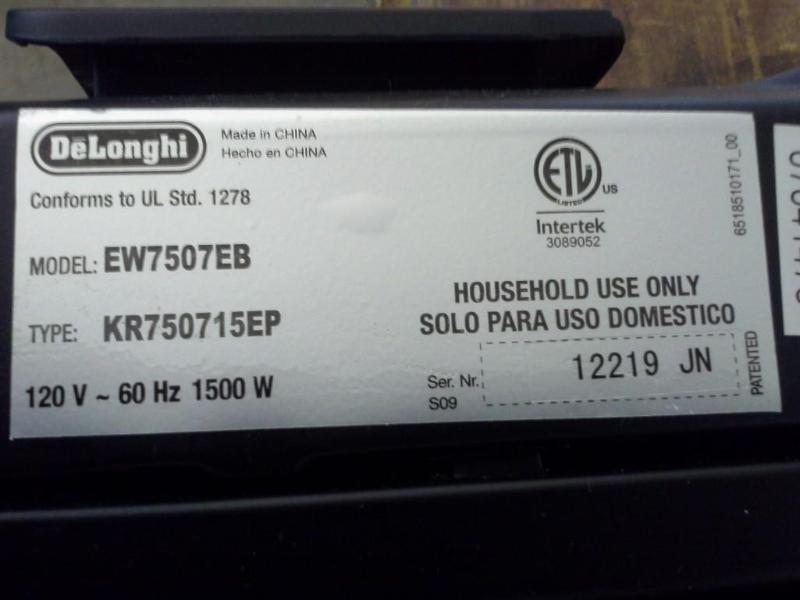 DeLonghi
Made in CHINA
Hecho en CHINA
Conforms to UL Std. 1278
MODEL: EW7507EB
TYPE: KR750715EP
120 V ~ 60 Hz 1500 W
ETL
LISTED
US
Intertek
3089052
HOUSEHOLD USE ONLY
SOLO PARA USO DOMESTICO
Ser. Nr.
S09
12219 JN
PATENTED
6518510171_00